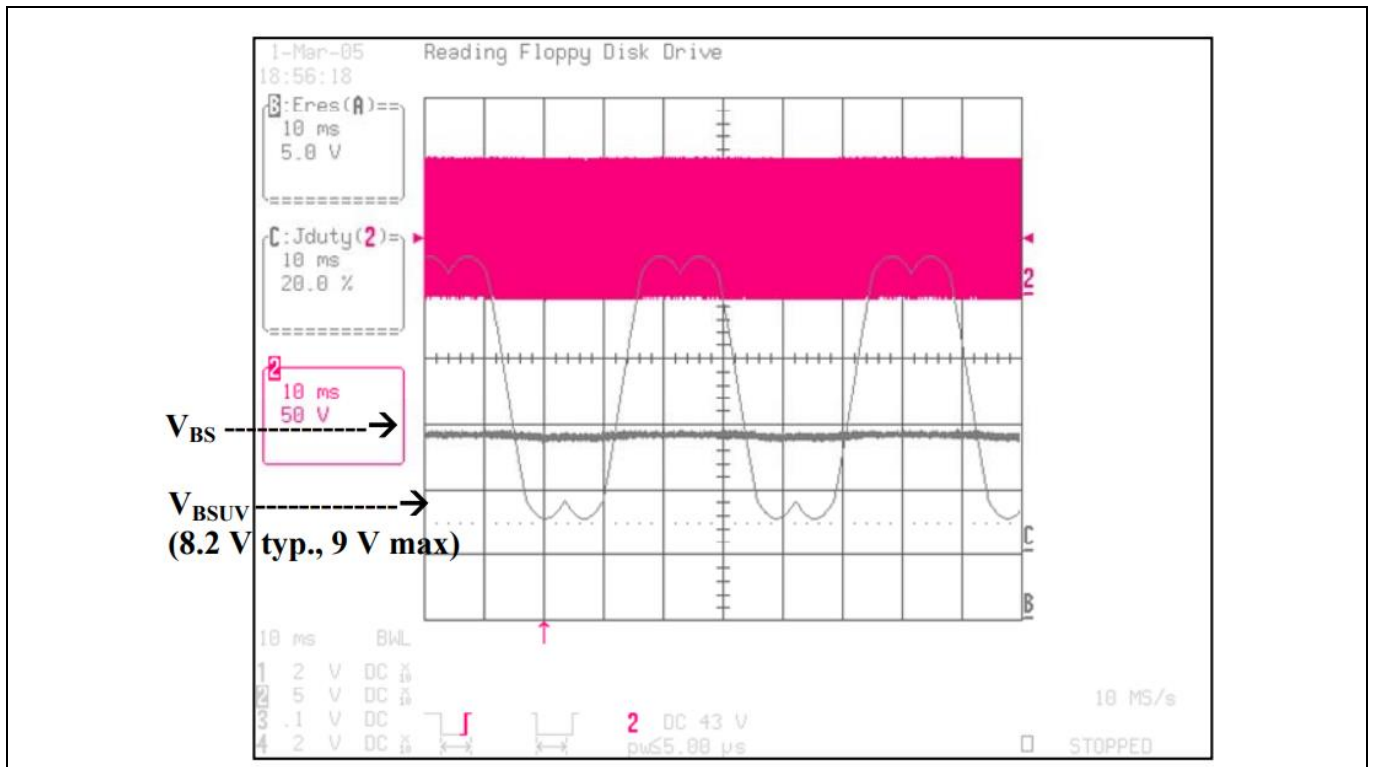 1-Mar-05
18:56:18
Reading Floppy Disk Drive
B:Eres(A)==
10 ms
5.0 V
C:Jduty(2)=
10 ms
20.0 %
2
2
10 ms
50 V
VBS ------------→
VBSUV------------→
(8.2 V typ., 9 V max)
C
B
10 ms BWL
1 2 V DC X10
2 5 V DC X10
3 .1 V DC
4 2 V DC X10
2 DC 43 V
pw≤5.00 µs
10 MS/s
STOPPED